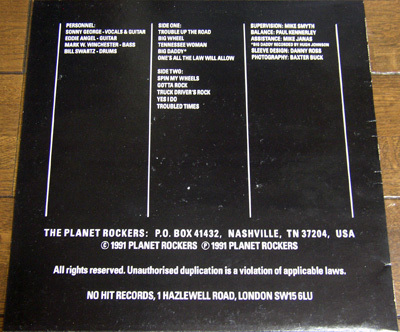 PERSONNEL:
SONNY GEORGE - VOCALS & GUITAR
EDDIE ANGEL - GUITAR
MARK W. WINCHESTER - BASS
BILL SWARTZ - DRUMS
SIDE ONE:
TROUBLE UP THE ROAD
BIG WHEEL
TENNESSEE WOMAN
BIG DADDY*
ONE'S ALL THE LAW WILL ALLOW
SIDE TWO:
SPIN MY WHEELS
GOTTA ROCK
TRUCK DRIVER'S ROCK
YES I DO
TROUBLED TIMES
SUPERVISION: MIKE SMYTH
BALANCE: PAUL KENNERLEY
ASSISTANCE: MIKE JANAS
*BIG DADDY RECORDED BY HUGH JOHNSON
SLEEVE DESIGN: DANNY ROSS
PHOTOGRAPHY: BAXTER BUCK
THE PLANET ROCKERS: P.O. BOX 41432, NASHVILLE, TN 37204, USA
© 1991 PLANET ROCKERS ℗ 1991 PLANET ROCKERS
All rights reserved. Unauthorised duplication is a violation of applicable laws.
NO HIT RECORDS, 1 HAZLEWELL ROAD, LONDON SW15 6LU